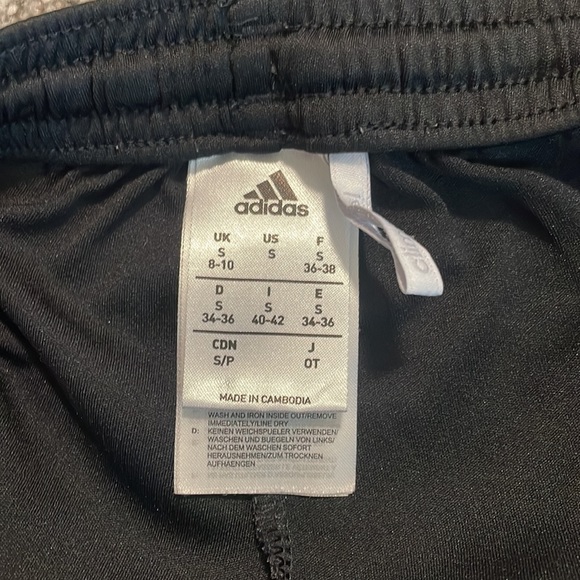 adidas
UK US F
S S S
8-10 36-38
D I E
S S S
34-36 40-42 34-36
CDN J
S/P OT
MADE IN CAMBODIA
WASH AND IRON INSIDE OUT/REMOVE
IMMEDIATELY/LINE DRY
D: KEINEN WEICHSPUELER VERWENDEN/
WASCHEN UND BUEGELN VON LINKS/
NACH DEM WASCHEN SOFORT
HERAUSNEHMEN/ZUM TROCKNEN
AUFHAENGEN